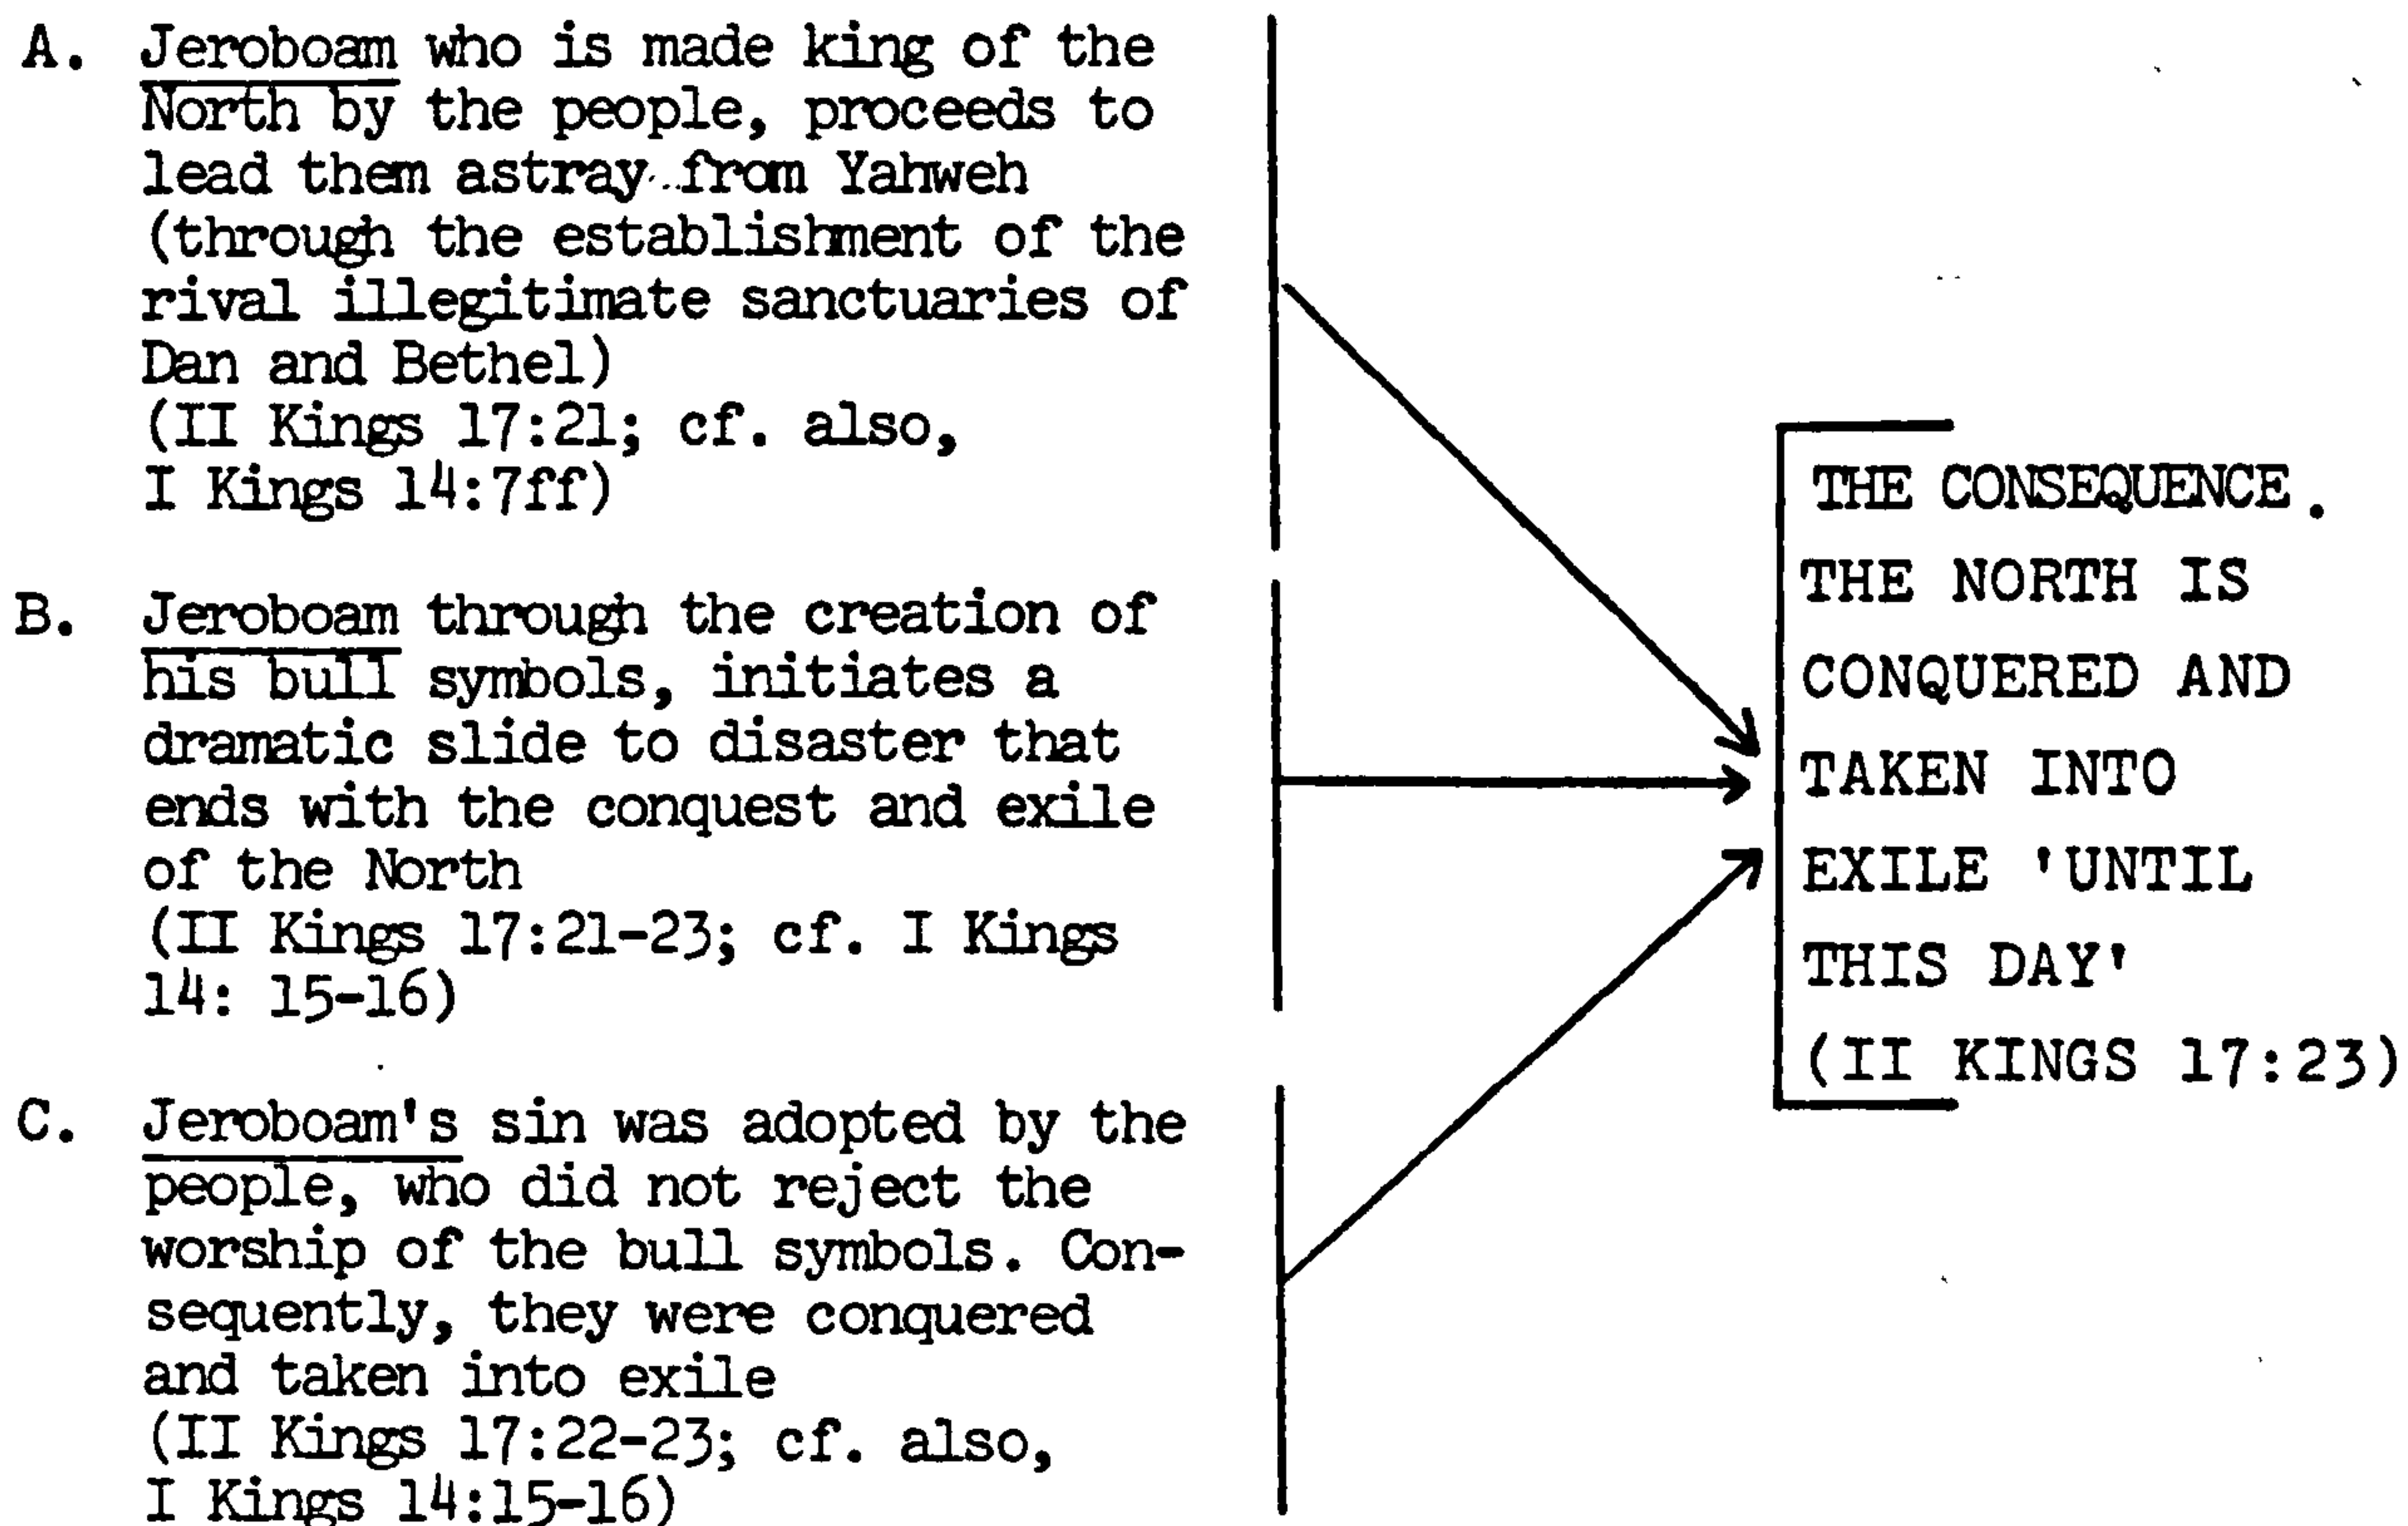 A. Jeroboam who is made king of the
North by the people, proceeds to
lead them astray from Yahweh
(through the establishment of the
rival illegitimate sanctuaries of
Dan and Bethel)
(II Kings 17:21; cf. also,
I Kings 14:7ff)
B. Jeroboam through the creation of
his bull symbols, initiates a
dramatic slide to disaster that
ends with the conquest and exile
of the North
(II Kings 17:21-23; cf. I Kings
14: 15-16)
C. Jeroboam's sin was adopted by the
people, who did not reject the
worship of the bull symbols. Con-
sequently, they were conquered
and taken into exile
(II Kings 17:22-23; cf. also,
I Kings 14:15-16)
THE CONSEQUENCE.
THE NORTH IS
CONQUERED AND
TAKEN INTO
EXILE 'UNTIL
THIS DAY'
(II KINGS 17:23)